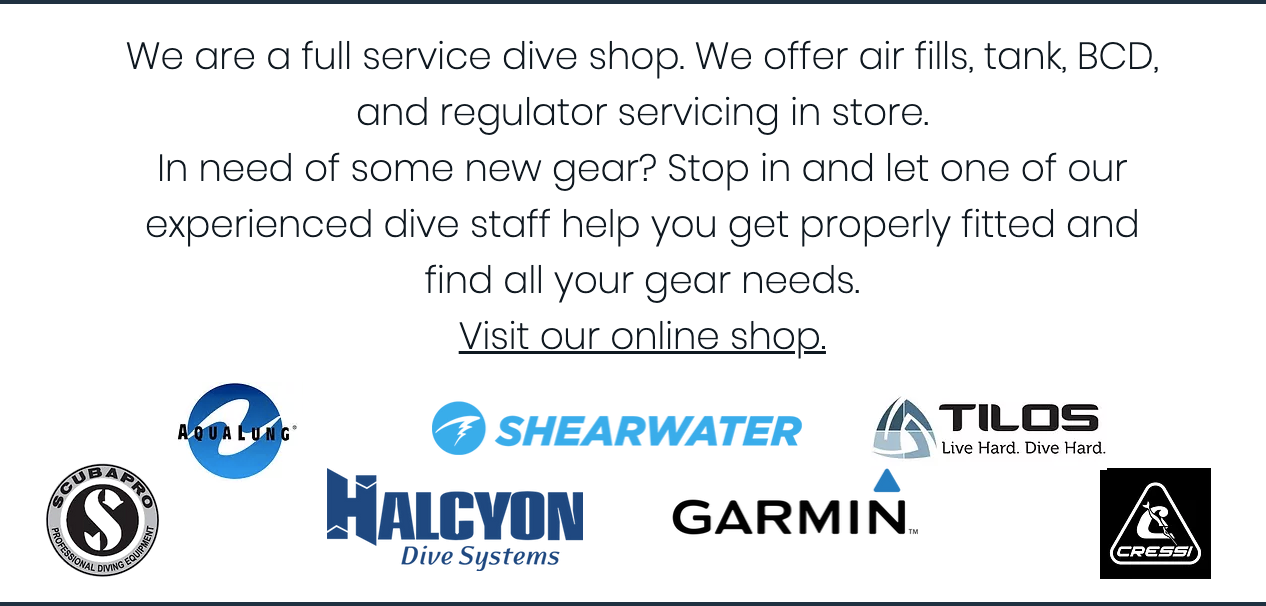 We are a full service dive shop. We offer air fills, tank, BCD,
and regulator servicing in store.
In need of some new gear? Stop in and let one of our
experienced dive staff help you get properly fitted and
find all your gear needs.
Visit our online shop.
AQUALUNG®
SHEARWATER
TILOS
Live Hard. Dive Hard.
SCUBAPRO
S
PROFESSIONAL DIVING EQUIPMENT
HALCYON
Dive Systems
GARMIN™
CRESSI